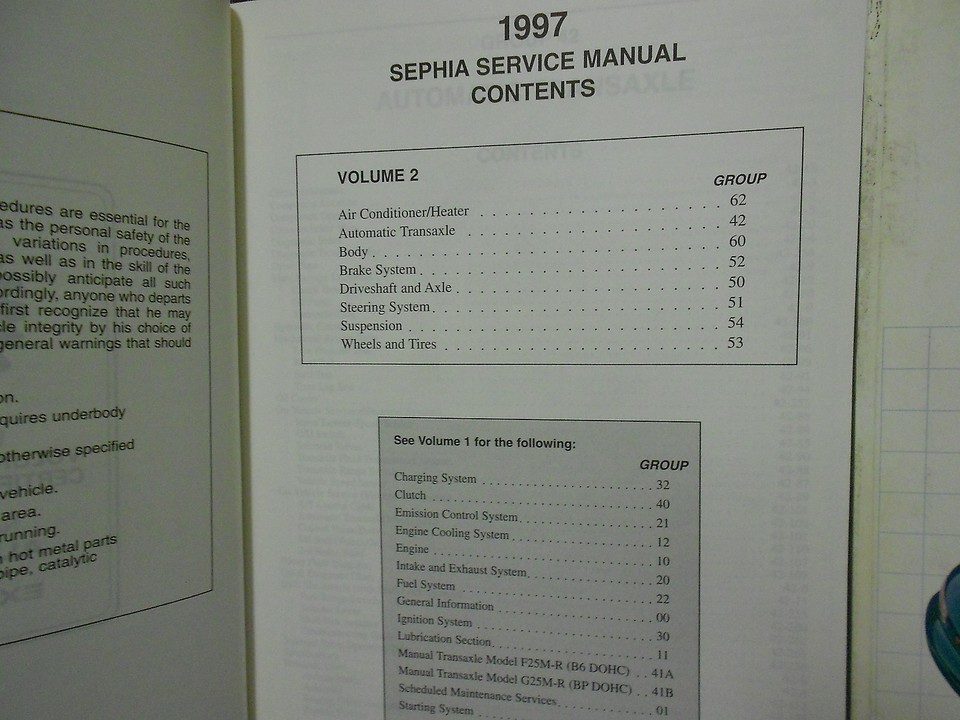 edures are essential for the
as the personal safety of the
variations in procedures,
as well as in the skill of the
possibly anticipate all such
ordingly, anyone who departs
first recognize that he may
cle integrity by his choice of
general warnings that should
on.
quires underbody
otherwise specified
vehicle.
area.
running.
hot metal parts
pipe, catalytic
1997
SEPHIA SERVICE MANUAL
CONTENTS
VOLUME 2
GROUP
Air Conditioner/Heater . . . . . . . . . . . . . . . . . 62
Automatic Transaxle . . . . . . . . . . . . . . . . . 42
Body . . . . . . . . . . . . . . . . . 60
Brake System . . . . . . . . . . . . . . . . . 52
Driveshaft and Axle . . . . . . . . . . . . . . . . . 50
Steering System . . . . . . . . . . . . . . . . . 51
Suspension . . . . . . . . . . . . . . . . . 54
Wheels and Tires . . . . . . . . . . . . . . . . . 53
See Volume 1 for the following:
GROUP
Charging System . . . . . . . . . . . . . . . . . 32
Clutch . . . . . . . . . . . . . . . . . 40
Emission Control System . . . . . . . . . . . . . . . . . 21
Engine Cooling System . . . . . . . . . . . . . . . . . 12
Engine . . . . . . . . . . . . . . . . . 10
Intake and Exhaust System . . . . . . . . . . . . . . . . . 20
Fuel System . . . . . . . . . . . . . . . . . 22
General Information . . . . . . . . . . . . . . . . . 00
Ignition System . . . . . . . . . . . . . . . . . 30
Lubrication Section . . . . . . . . . . . . . . . . . 11
Manual Transaxle Model F25M-R (B6 DOHC) . . 41A
Manual Transaxle Model G25M-R (BP DOHC) . . 41B
Scheduled Maintenance Services . . . . . . . . . . . 01
Starting System . . . . . . . . . . . . . . . . .